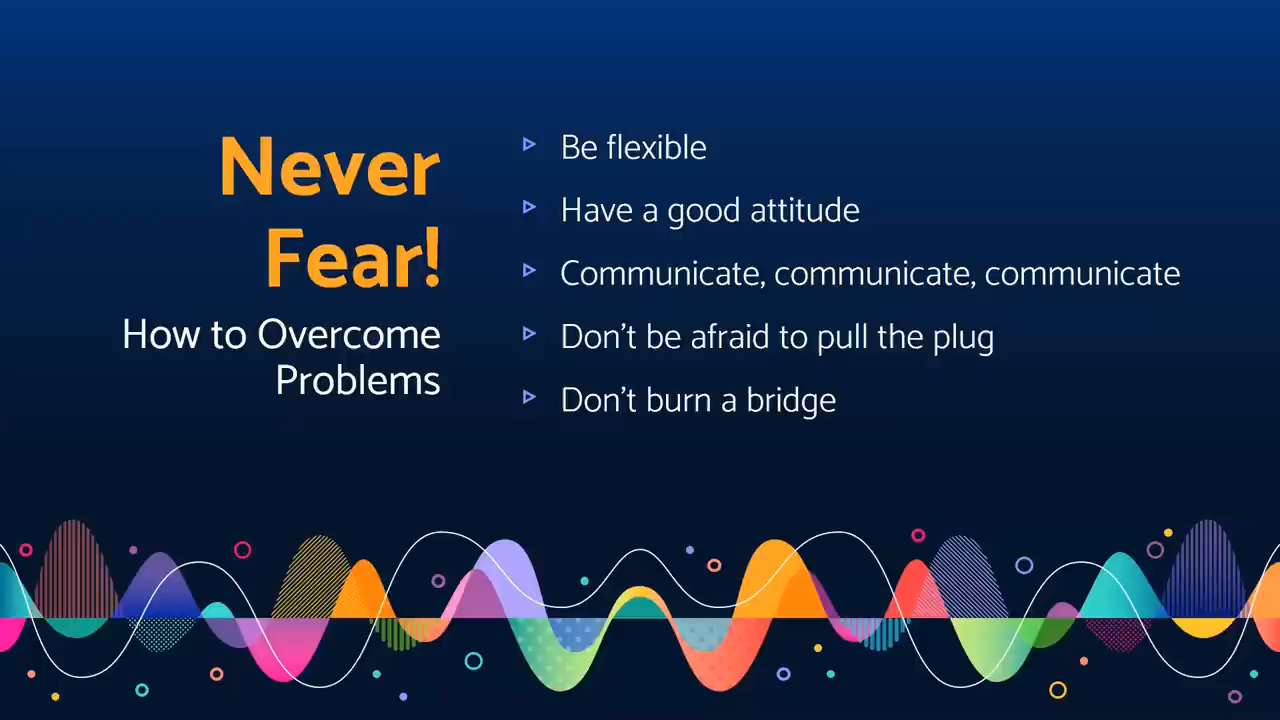 Never
Fear!
How to Overcome
Problems
Be flexible
Have a good attitude
Communicate, communicate, communicate
Don’t be afraid to pull the plug
Don’t burn a bridge